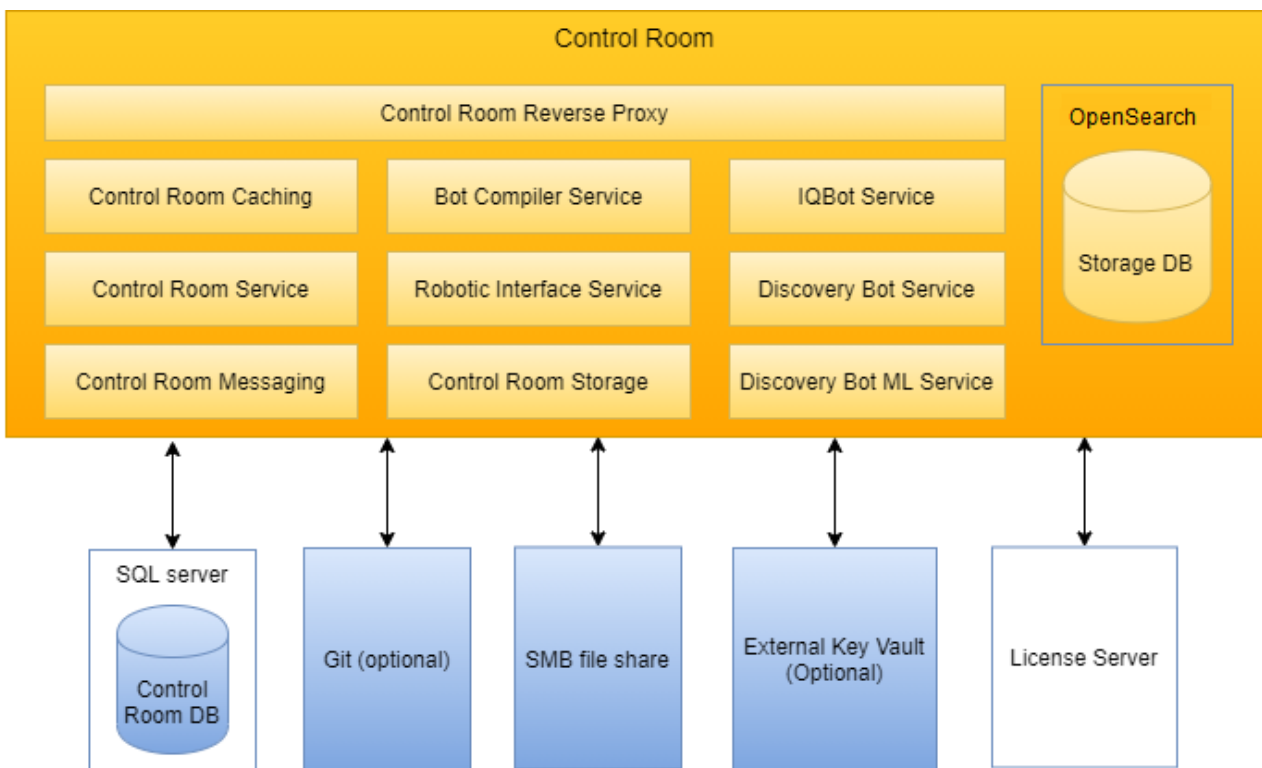 Control Room
Control Room Reverse Proxy
OpenSearch
Control Room Caching
Bot Compiler Service
IQBot Service
Control Room Service
Robotic Interface Service
Discovery Bot Service
Storage DB
Control Room Messaging
Control Room Storage
Discovery Bot ML Service
SQL server
Control
Room DB
Git (optional)
SMB file share
External Key Vault
(Optional)
License Server